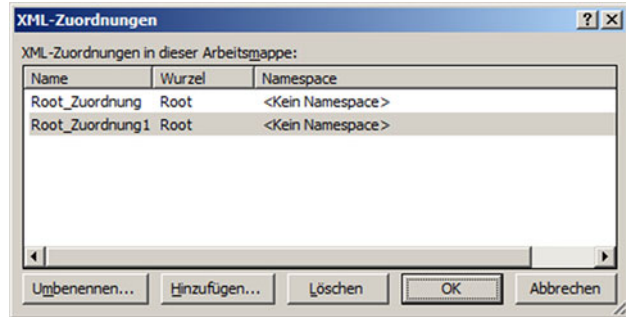 XML-Zuordnungen
XML-Zuordnungen in dieser Arbeitsmappe:
Name Wurzel Namespace
Root_Zuordnung Root <Kein Namespace>
Root_Zuordnung1 Root <Kein Namespace>
Umbenennen... Hinzufügen... Löschen OK Abbrechen